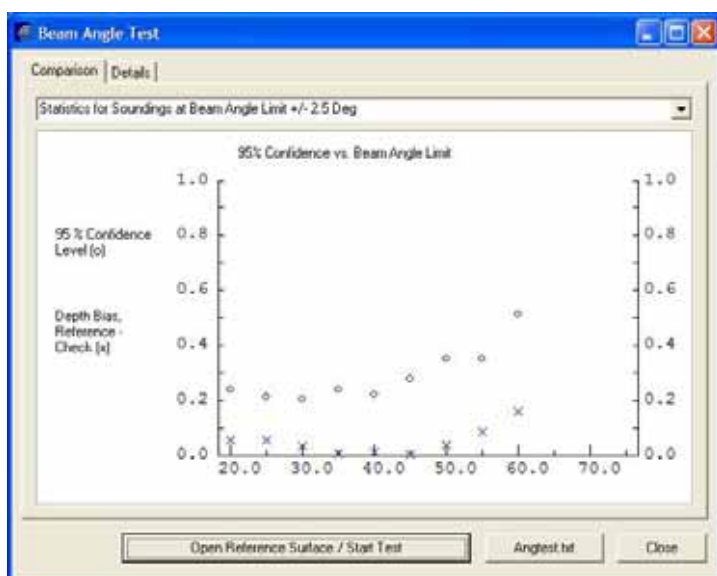 Beam Angle Test
Comparison Details
Statistics for Soundings at Beam Angle Limit +/- 2.5 Deg
95% Confidence vs. Beam Angle Limit
1.0 1.0
95 % Confidence
Level (o)
0.8 0.8
0.6 0.6
Depth Bias,
Reference -
Check (x)
0.4 0.4
0.2 0.2
0.0 0.0
20.0 30.0 40.0 50.0 60.0 70.0
Open Reference Surface / Start Test Angtest.txt Close